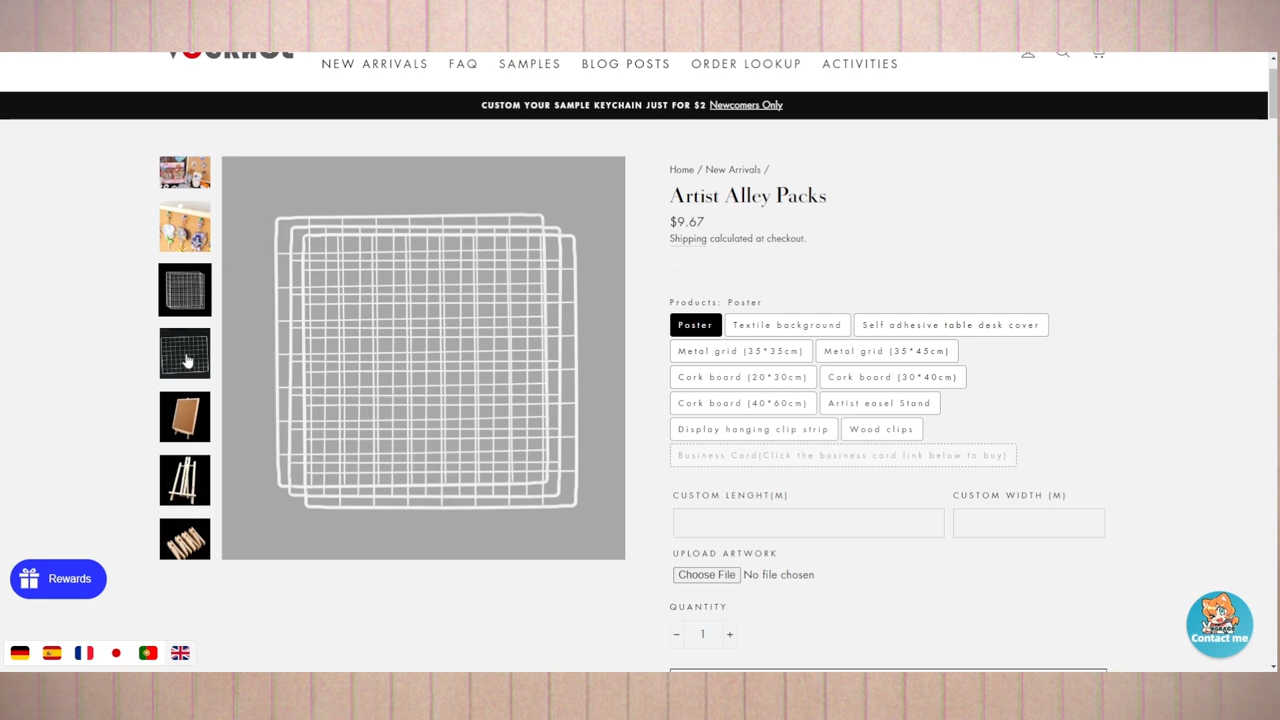 NEW ARRIVALS FAQ SAMPLES BLOG POSTS ORDER LOOKUP ACTIVITIES
CUSTOM YOUR SAMPLE KEYCHAIN JUST FOR $2 Newcomers Only
Home / New Arrivals /
Artist Alley Packs
$9.67
Shipping calculated at checkout.
Products: Poster
Poster Textile background Self adhesive table desk cover
Metal grid (35*35cm) Metal grid (35*45cm)
Cork board (20*30cm) Cork board (30*40cm)
Cork board (40*60cm) Artist easel Stand
Display hanging clip strip Wood clips
Business Card(Click the business card link below to buy)
CUSTOM LENGHT(M) CUSTOM WIDTH (M)
UPLOAD ARTWORK
Choose File No file chosen
QUANTITY
− 1 +
Rewards
Contact me